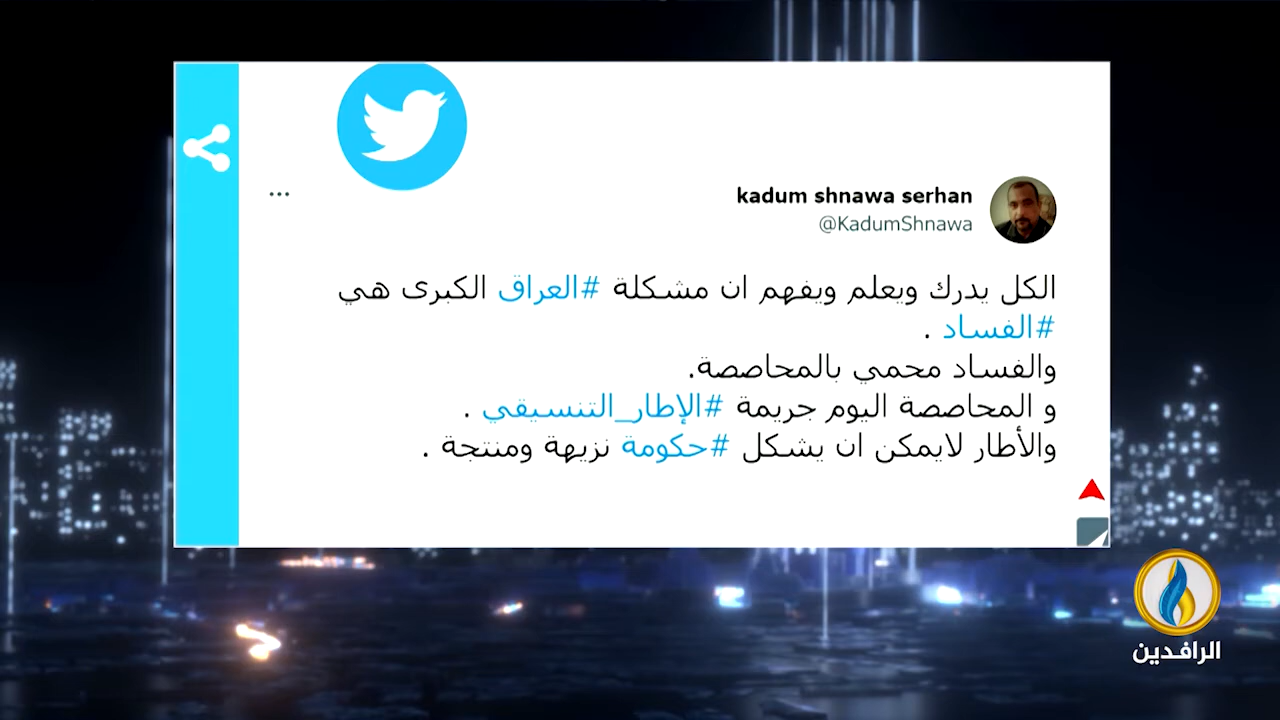 kadum shnawa serhan
@KadumShnawa
الكل يدرك ويعلم ويفهم ان مشكلة #العراق الكبرى هي
#الفساد .
والفساد محمي بالمحاصصة.
و المحاصصة اليوم جريمة #الإطار_التنسيقي .
والأطار لايمكن ان يشكل #حكومة نزيهة ومنتجة .
الرافدين